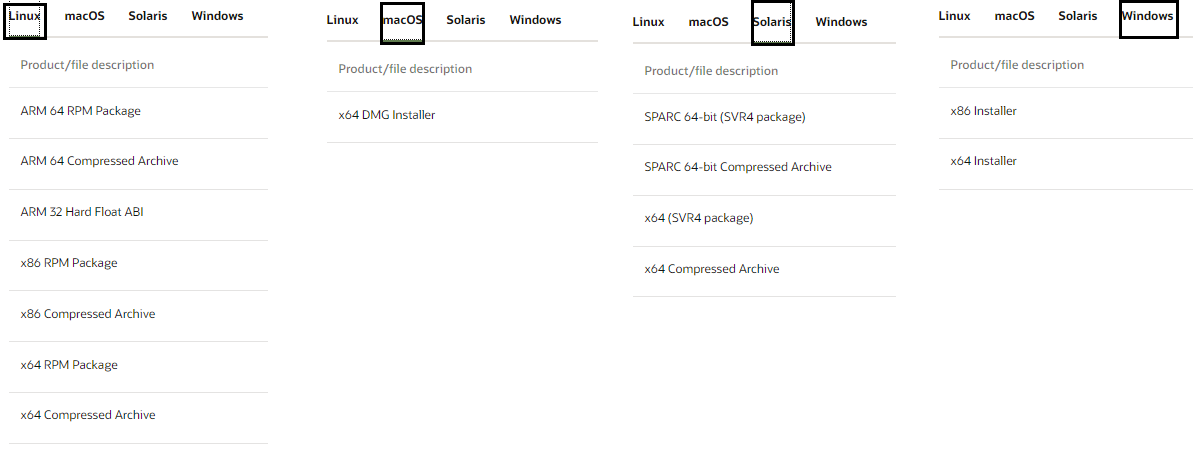 Linux macOS Solaris Windows
Product/file description
ARM 64 RPM Package
ARM 64 Compressed Archive
ARM 32 Hard Float ABI
x86 RPM Package
x86 Compressed Archive
x64 RPM Package
x64 Compressed Archive
Linux macOS Solaris Windows
Product/file description
x64 DMG Installer
Linux macOS Solaris Windows
Product/file description
SPARC 64-bit (SVR4 package)
SPARC 64-bit Compressed Archive
x64 (SVR4 package)
x64 Compressed Archive
Linux macOS Solaris Windows
Product/file description
x86 Installer
x64 Installer